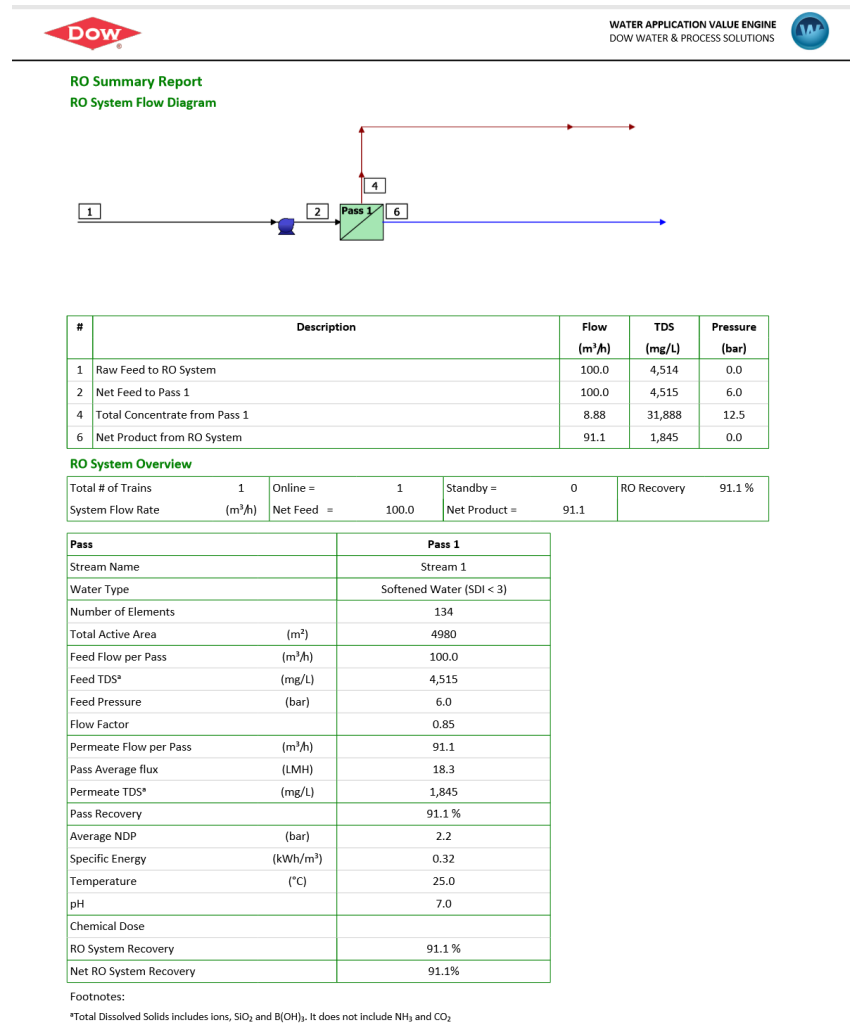 DOW
WATER APPLICATION VALUE ENGINE
DOW WATER & PROCESS SOLUTIONS
W
RO Summary Report
RO System Flow Diagram
4
1 2 Pass 1 6
# Description Flow TDS Pressure
(m³/h) (mg/L) (bar)
1 Raw Feed to RO System 100.0 4,514 0.0
2 Net Feed to Pass 1 100.0 4,515 6.0
4 Total Concentrate from Pass 1 8.88 31,888 12.5
6 Net Product from RO System 91.1 1,845 0.0
RO System Overview
Total # of Trains 1 Online = 1 Standby = 0 RO Recovery 91.1 %
System Flow Rate (m³/h) Net Feed = 100.0 Net Product = 91.1
Pass Pass 1
Stream Name Stream 1
Water Type Softened Water (SDI < 3)
Number of Elements 134
Total Active Area (m²) 4980
Feed Flow per Pass (m³/h) 100.0
Feed TDSᵃ (mg/L) 4,515
Feed Pressure (bar) 6.0
Flow Factor 0.85
Permeate Flow per Pass (m³/h) 91.1
Pass Average flux (LMH) 18.3
Permeate TDSᵃ (mg/L) 1,845
Pass Recovery 91.1 %
Average NDP (bar) 2.2
Specific Energy (kWh/m³) 0.32
Temperature (°C) 25.0
pH 7.0
Chemical Dose
RO System Recovery 91.1 %
Net RO System Recovery 91.1%
Footnotes:
ᵃTotal Dissolved Solids includes ions, SiO₂ and B(OH)₃. It does not include NH₃ and CO₂